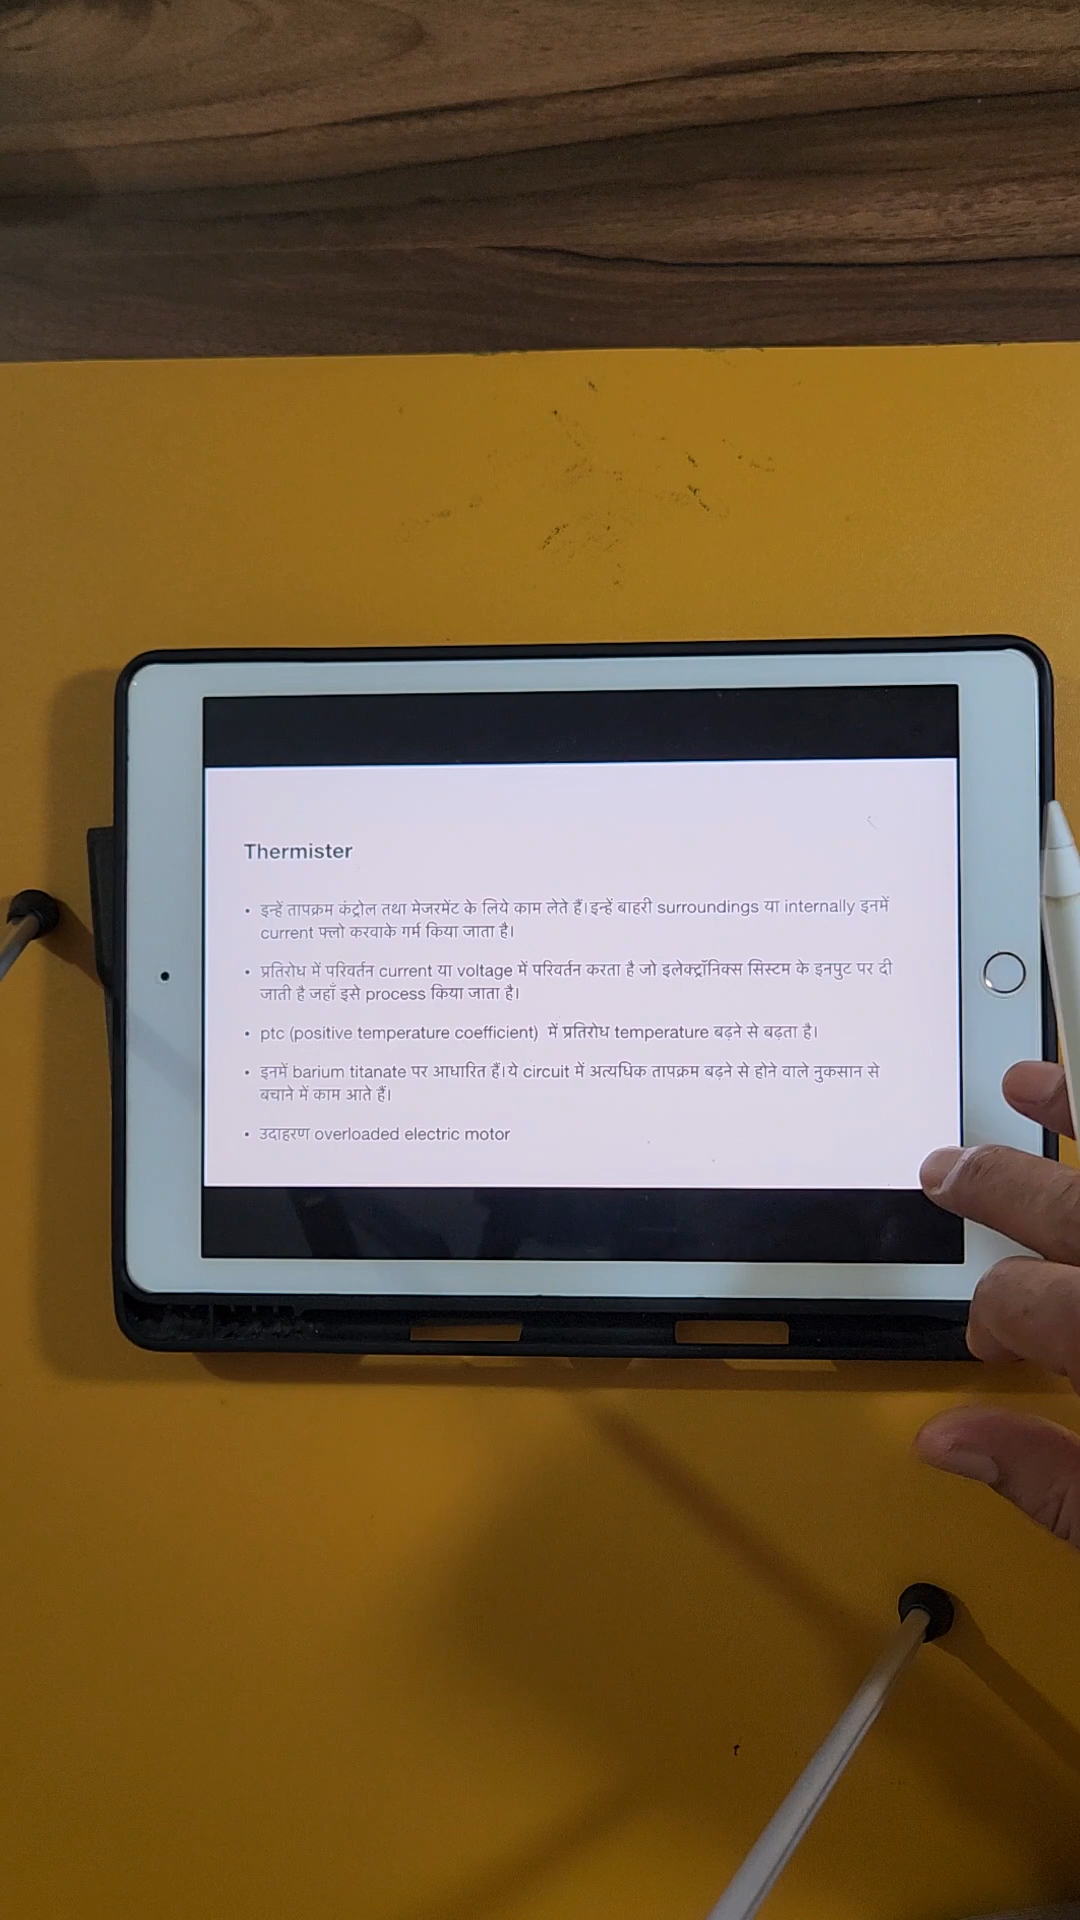 Thermister
• इन्हें तापक्रम कंट्रोल तथा मेजरमेंट के लिये काम लेते हैं। इन्हें बाहरी surroundings या internally इनमें
current फ्लो करवाके गर्म किया जाता है।
• प्रतिरोध में परिवर्तन current या voltage में परिवर्तन करता है जो इलेक्ट्रॉनिक्स सिस्टम के इनपुट पर दी
जाती है जहाँ इसे process किया जाता है।
• ptc (positive temperature coefficient) में प्रतिरोध temperature बढ़ने से बढ़ता है।
• इनमें barium titanate पर आधारित हैं। ये circuit में अत्यधिक तापक्रम बढ़ने से होने वाले नुकसान से
बचाने में काम आते हैं।
• उदाहरण overloaded electric motor